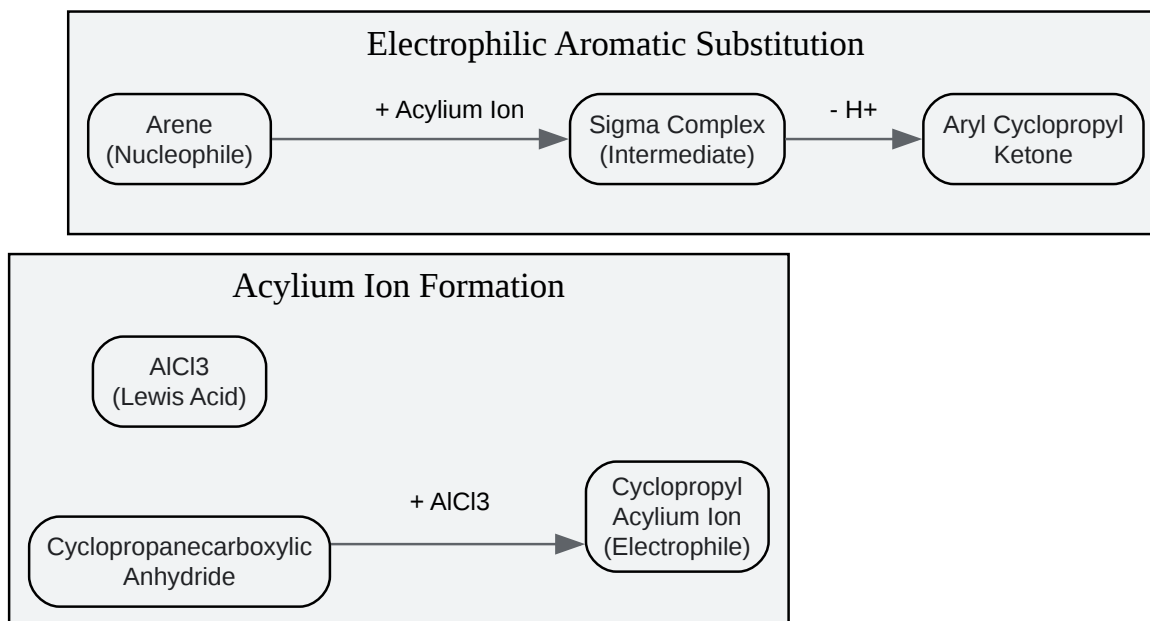 Electrophilic Aromatic Substitution
Arene
(Nucleophile)
+ Acylium Ion
Sigma Complex
(Intermediate)
- H+
Aryl Cyclopropyl
Ketone
Acylium Ion Formation
AlCl3
(Lewis Acid)
Cyclopropanecarboxylic
Anhydride
+ AlCl3
Cyclopropyl
Acylium Ion
(Electrophile)